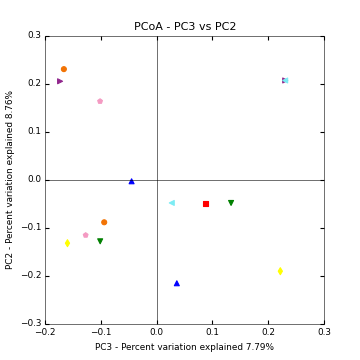 PCoA - PC3 vs PC2
0.3
0.2
0.1
0.0
−0.1
−0.2
−0.3
PC2 - Percent variation explained 8.76%
−0.2 −0.1 0.0 0.1 0.2 0.3
PC3 - Percent variation explained 7.79%